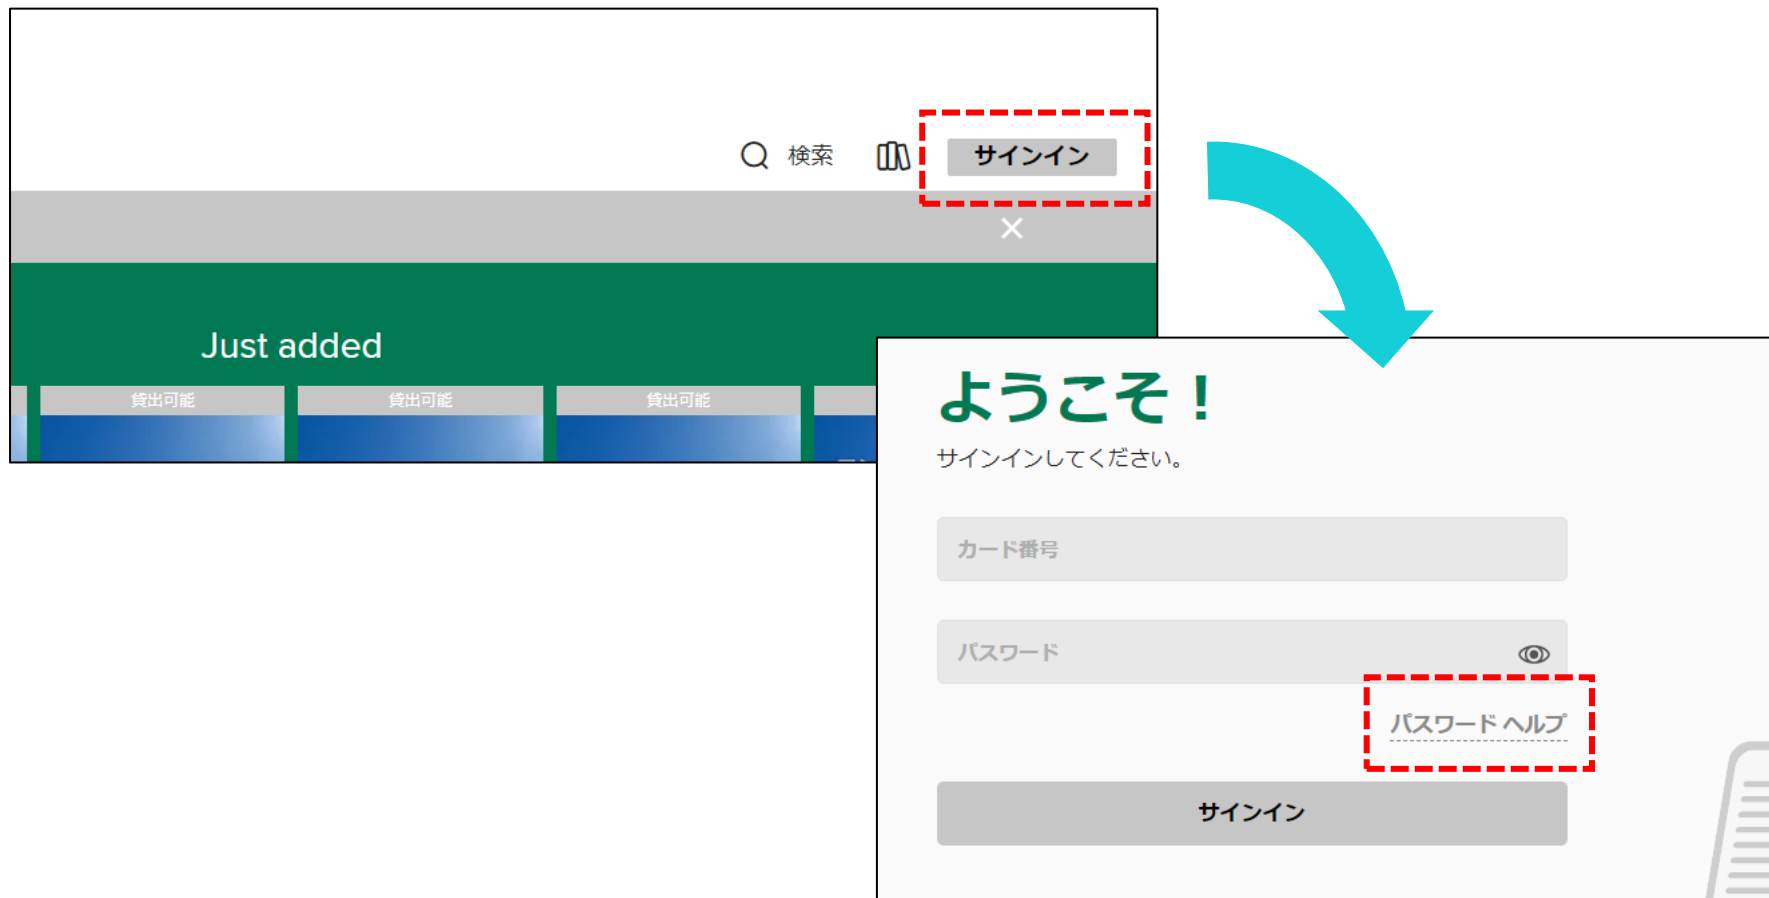 検索
サインイン
Just added
貸出可能
貸出可能
貸出可能
ようこそ！
サインインしてください。
カード番号
パスワード
パスワード ヘルプ
サインイン